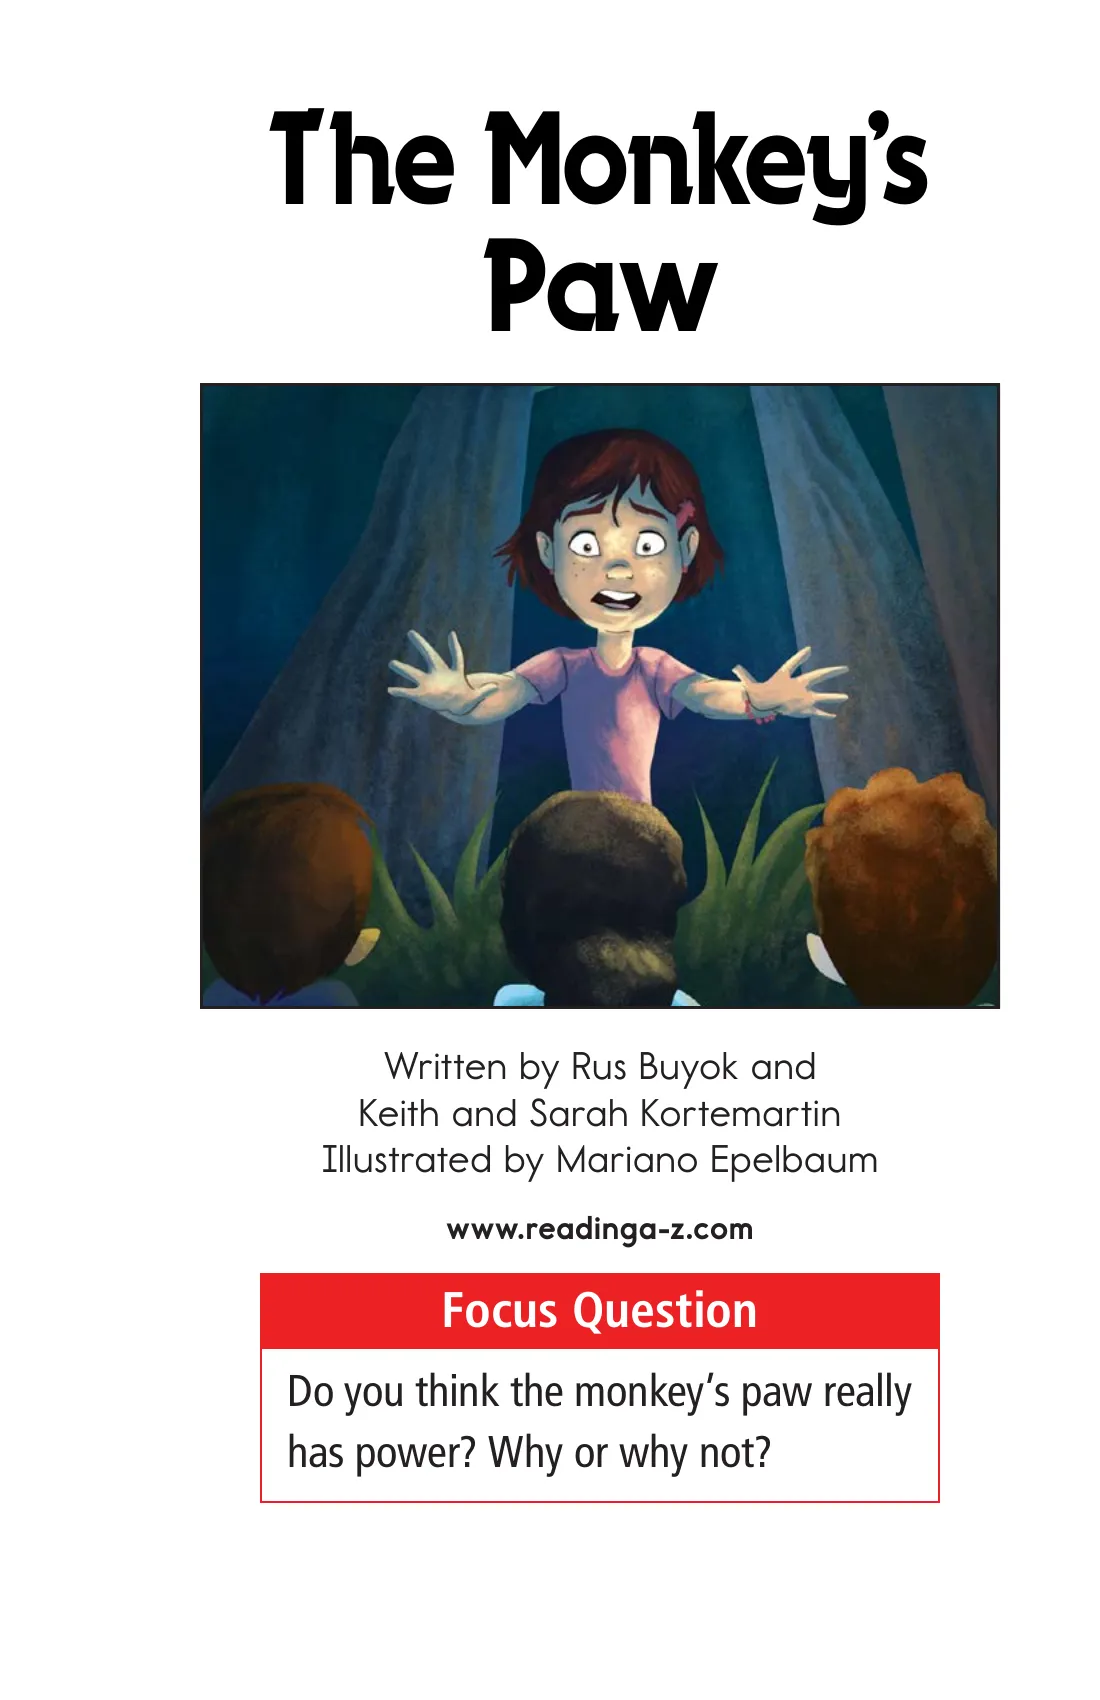 The Monkey’s
Paw
Written by Rus Buyok and
Keith and Sarah Kortemartin
Illustrated by Mariano Epelbaum
www.readinga-z.com
Focus Question
Do you think the monkey’s paw really
has power? Why or why not?